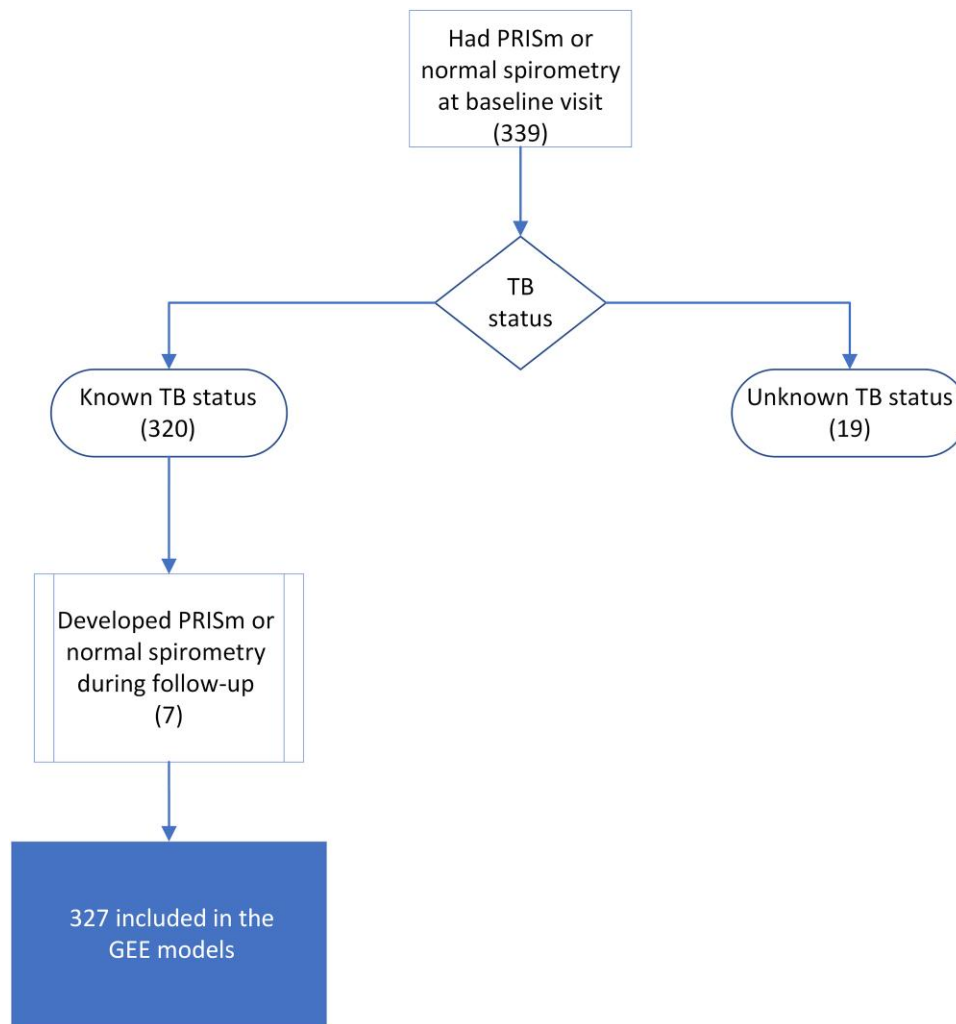 Had PRISm or
normal spirometry
at baseline visit
(339)
TB
status
Known TB status
(320)
Unknown TB status
(19)
Developed PRISm or
normal spirometry
during follow-up
(7)
327 included in the
GEE models